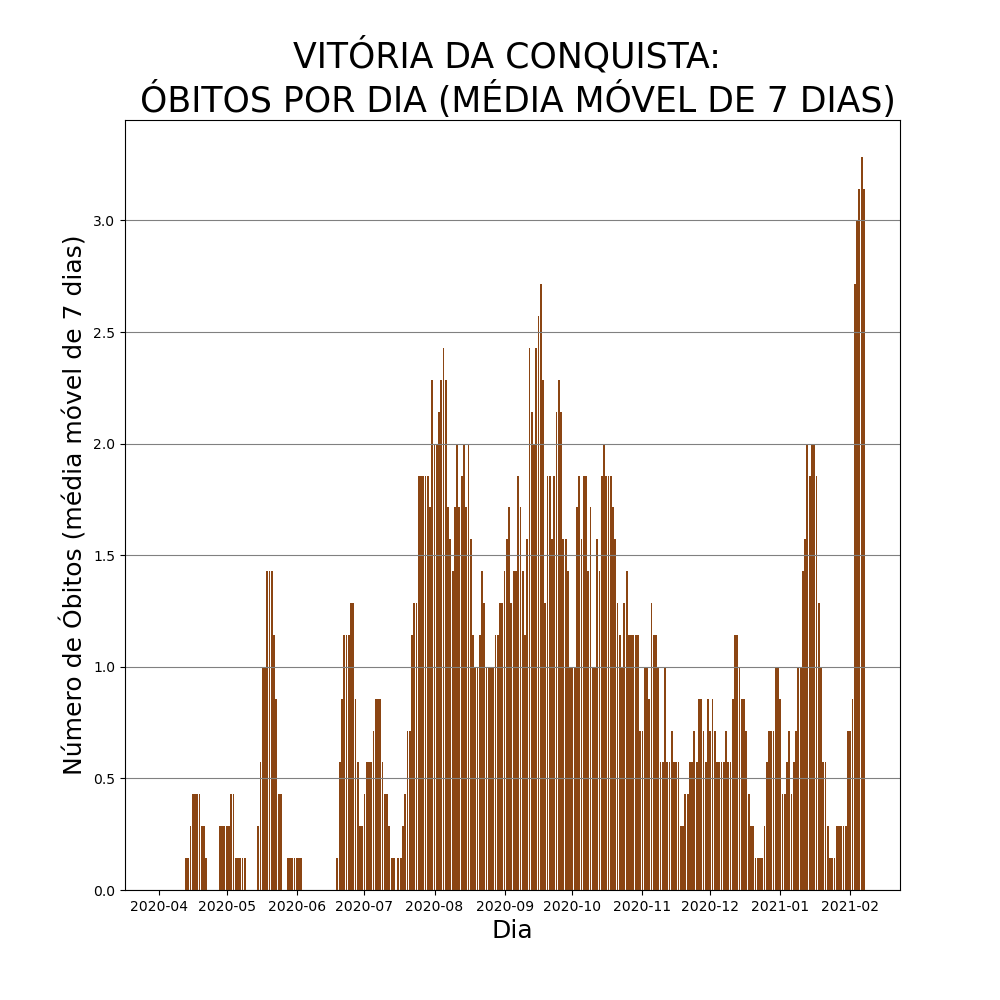 VITÓRIA DA CONQUISTA:
ÓBITOS POR DIA (MÉDIA MÓVEL DE 7 DIAS)
Número de Óbitos (média móvel de 7 dias)
3.0
2.5
2.0
1.5
1.0
0.5
0.0
2020-04 2020-05 2020-06 2020-07 2020-08 2020-09 2020-10 2020-11 2020-12 2021-01 2021-02
Dia